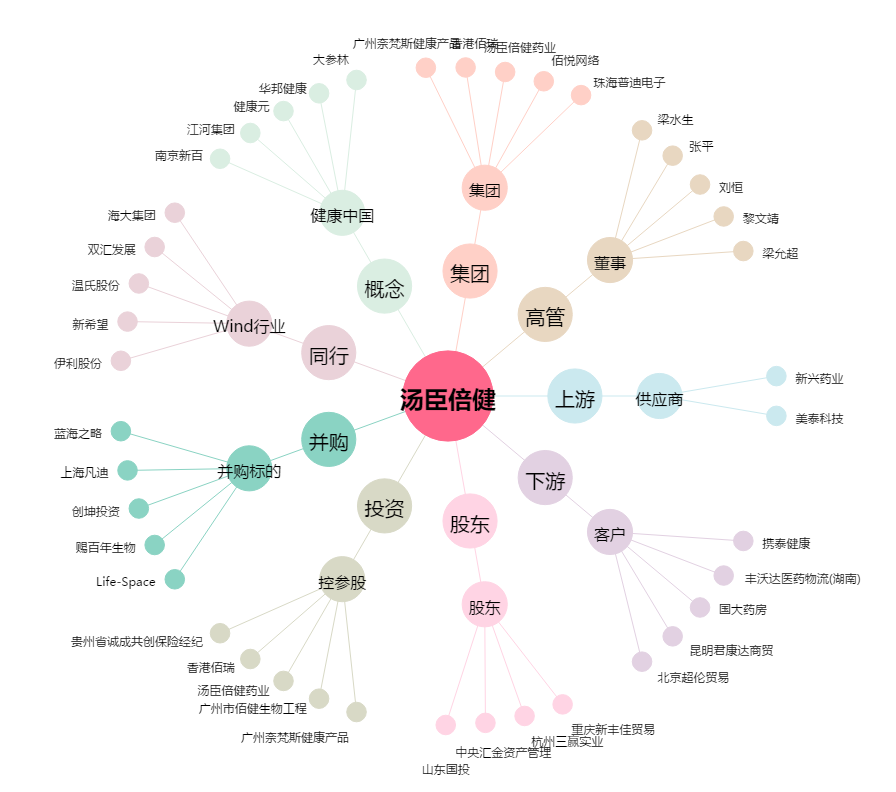 汤臣倍健
集团
集团
广州奈梵斯健康产品
香港佰瑞
汤臣倍健药业
佰悦网络
珠海普迪电子
高管
董事
梁水生
张平
刘恒
黎文靖
梁允超
上游
供应商
新兴药业
美泰科技
下游
客户
携泰健康
丰沃达医药物流(湖南)
国大药房
昆明君康达商贸
北京超伦贸易
股东
股东
重庆新丰佳贸易
杭州三赢实业
中央汇金资产管理
山东国投
投资
控参股
广州奈梵斯健康产品
广州市佰健生物工程
汤臣倍健药业
香港佰瑞
贵州省诚成共创保险经纪
并购
并购标的
Life-Space
赐百年生物
创坤投资
上海凡迪
蓝海之略
同行
Wind行业
伊利股份
新希望
温氏股份
双汇发展
海大集团
概念
健康中国
南京新百
江河集团
健康元
华邦健康
大参林